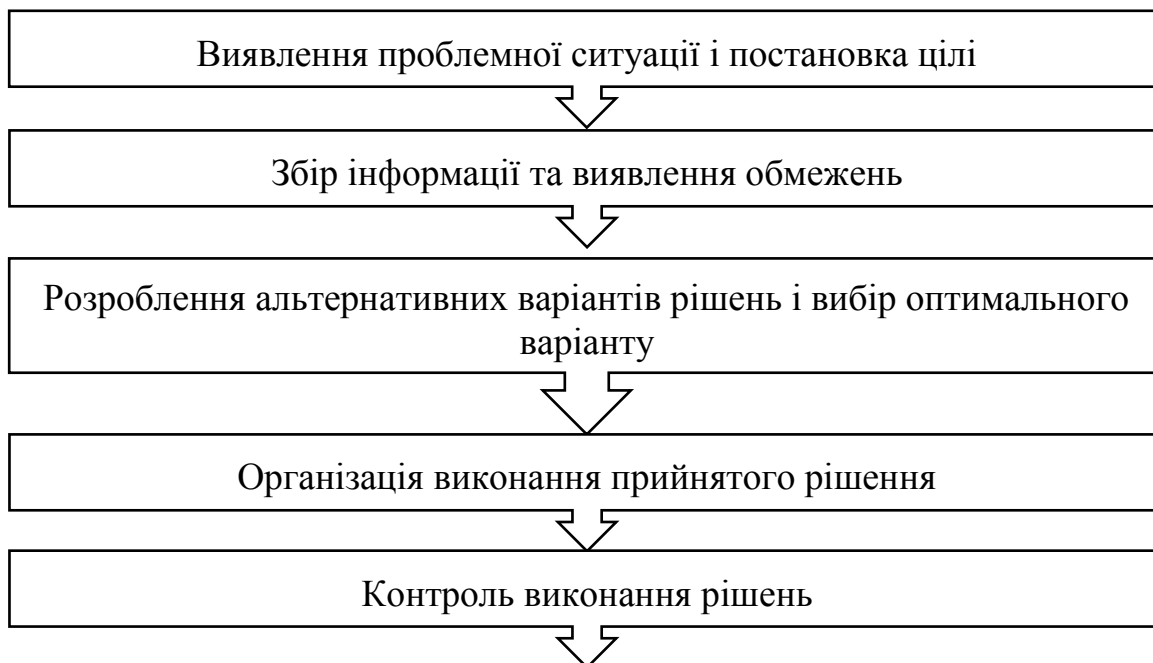 Виявлення проблемної ситуації і постановка цілі
Збір інформації та виявлення обмежень
Розроблення альтернативних варіантів рішень і вибір оптимального
варіанту
Організація виконання прийнятого рішення
Контроль виконання рішень